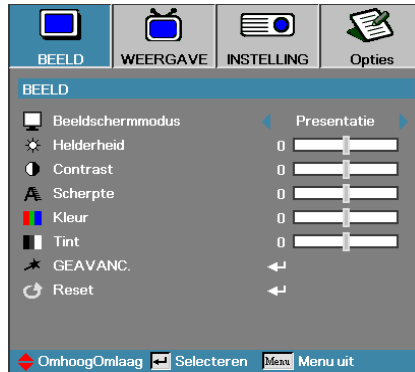 BEELD WEERGAVE INSTELLING Opties
BEELD
Beeldschermmodus Presentatie
Helderheid 0
Contrast 0
Scherpte 0
Kleur 0
Tint 0
GEAVANC.
Reset
OmhoogOmlaag Selecteren Menu Menu uit